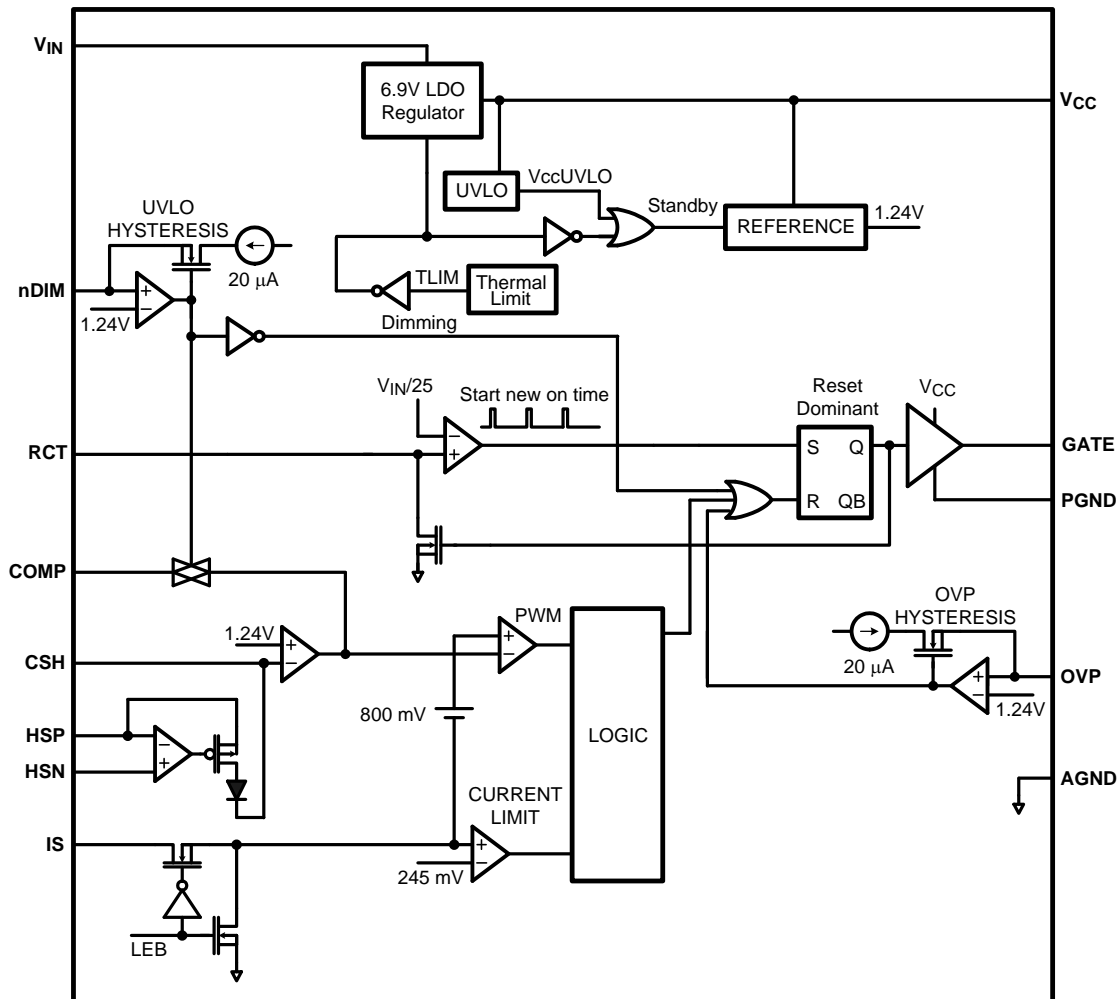 VIN
6.9V LDO
Regulator
VCC
UVLO
VccUVLO
Standby
REFERENCE
1.24V
UVLO
HYSTERESIS
20 μA
nDIM
+
−
1.24V
TLIM
Thermal
Limit
Dimming
VIN/25
Start new on time
Reset
Dominant
VCC
RCT
−
+
S Q
R QB
GATE
PGND
COMP
1.24V
+
−
CSH
PWM
+
−
OVP
HYSTERESIS
20 μA
+
−
1.24V
OVP
800 mV
LOGIC
HSP
−
HSN
+
AGND
CURRENT
LIMIT
IS
+
−
245 mV
LEB